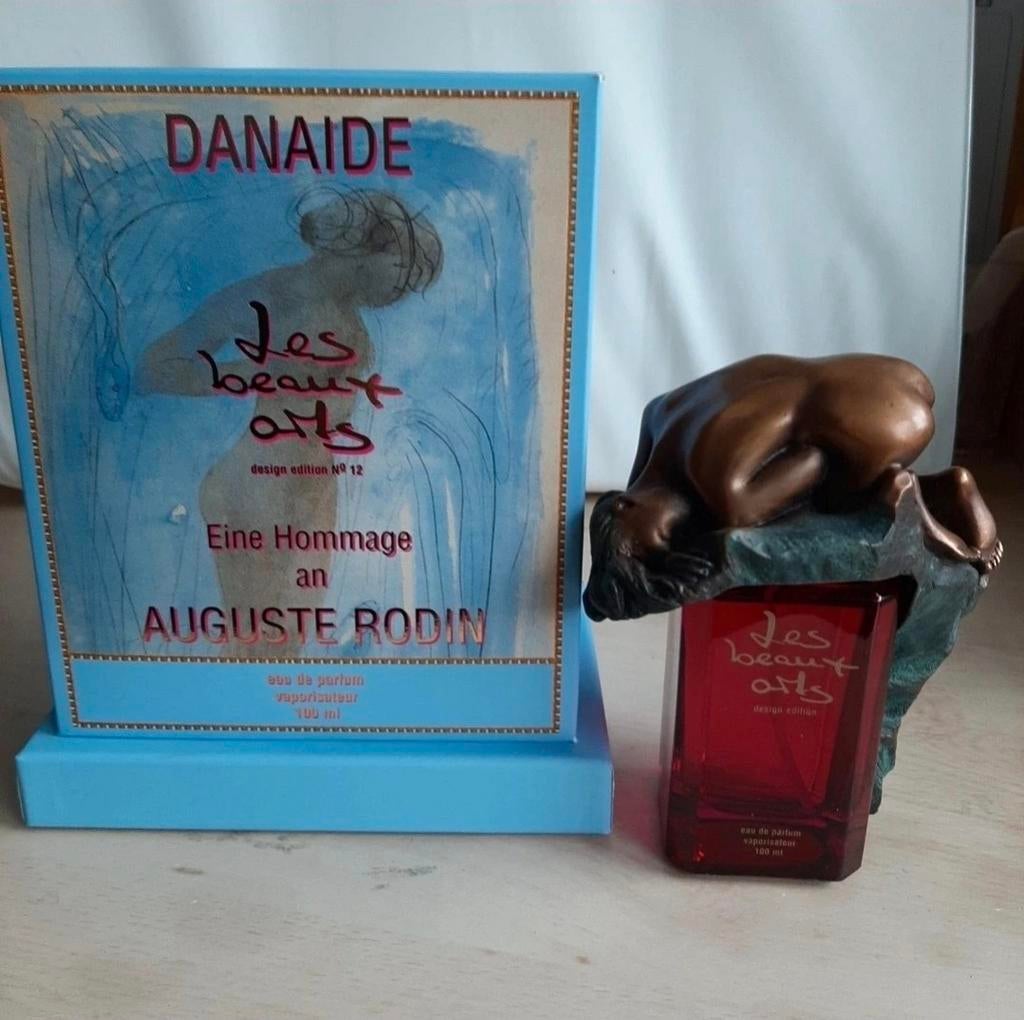 DANAIDE
Les
beaux
arts
design edition Nº 12
Eine Hommage
an
AUGUSTE RODIN
eau de parfum
vaporisateur
100 ml
Les
beaux
arts
design edition
eau de parfum
vaporisateur
100 ml